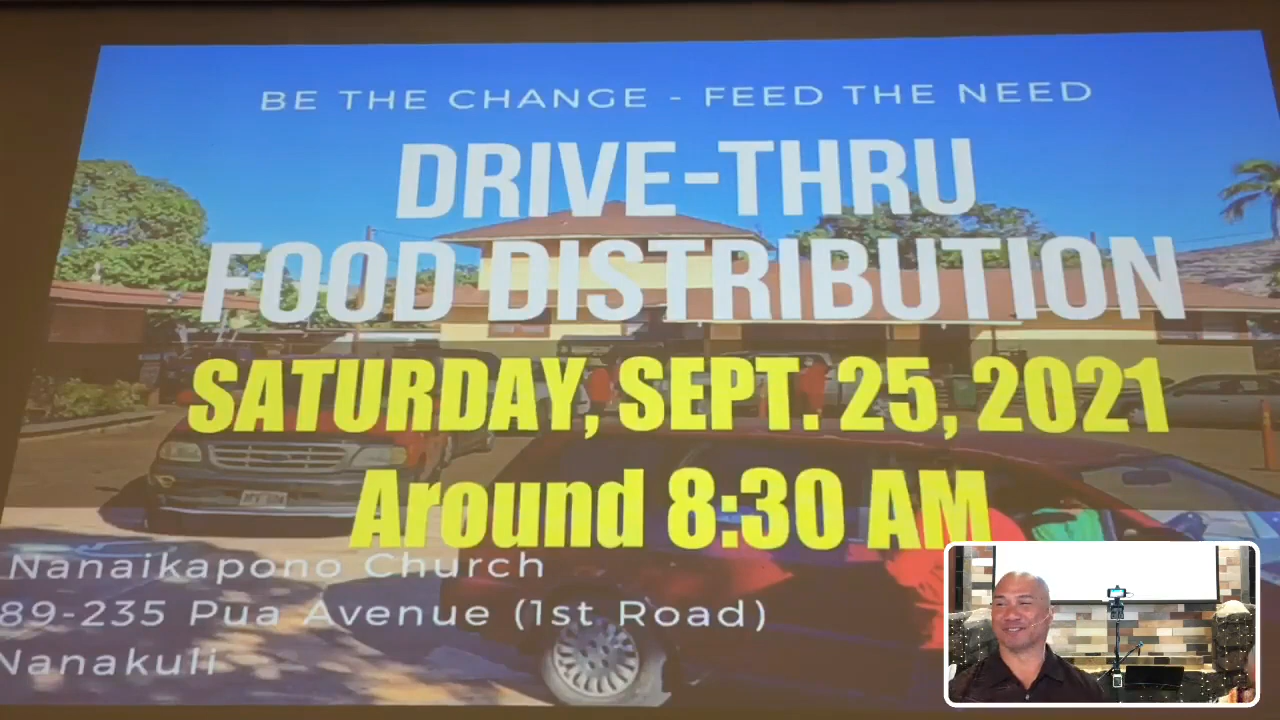 BE THE CHANGE - FEED THE NEED
DRIVE-THRU
FOOD DISTRIBUTION
SATURDAY, SEPT. 25, 2021
Around 8:30 AM
Nanaikapono Church
89-235 Pua Avenue (1st Road)
Nanakuli